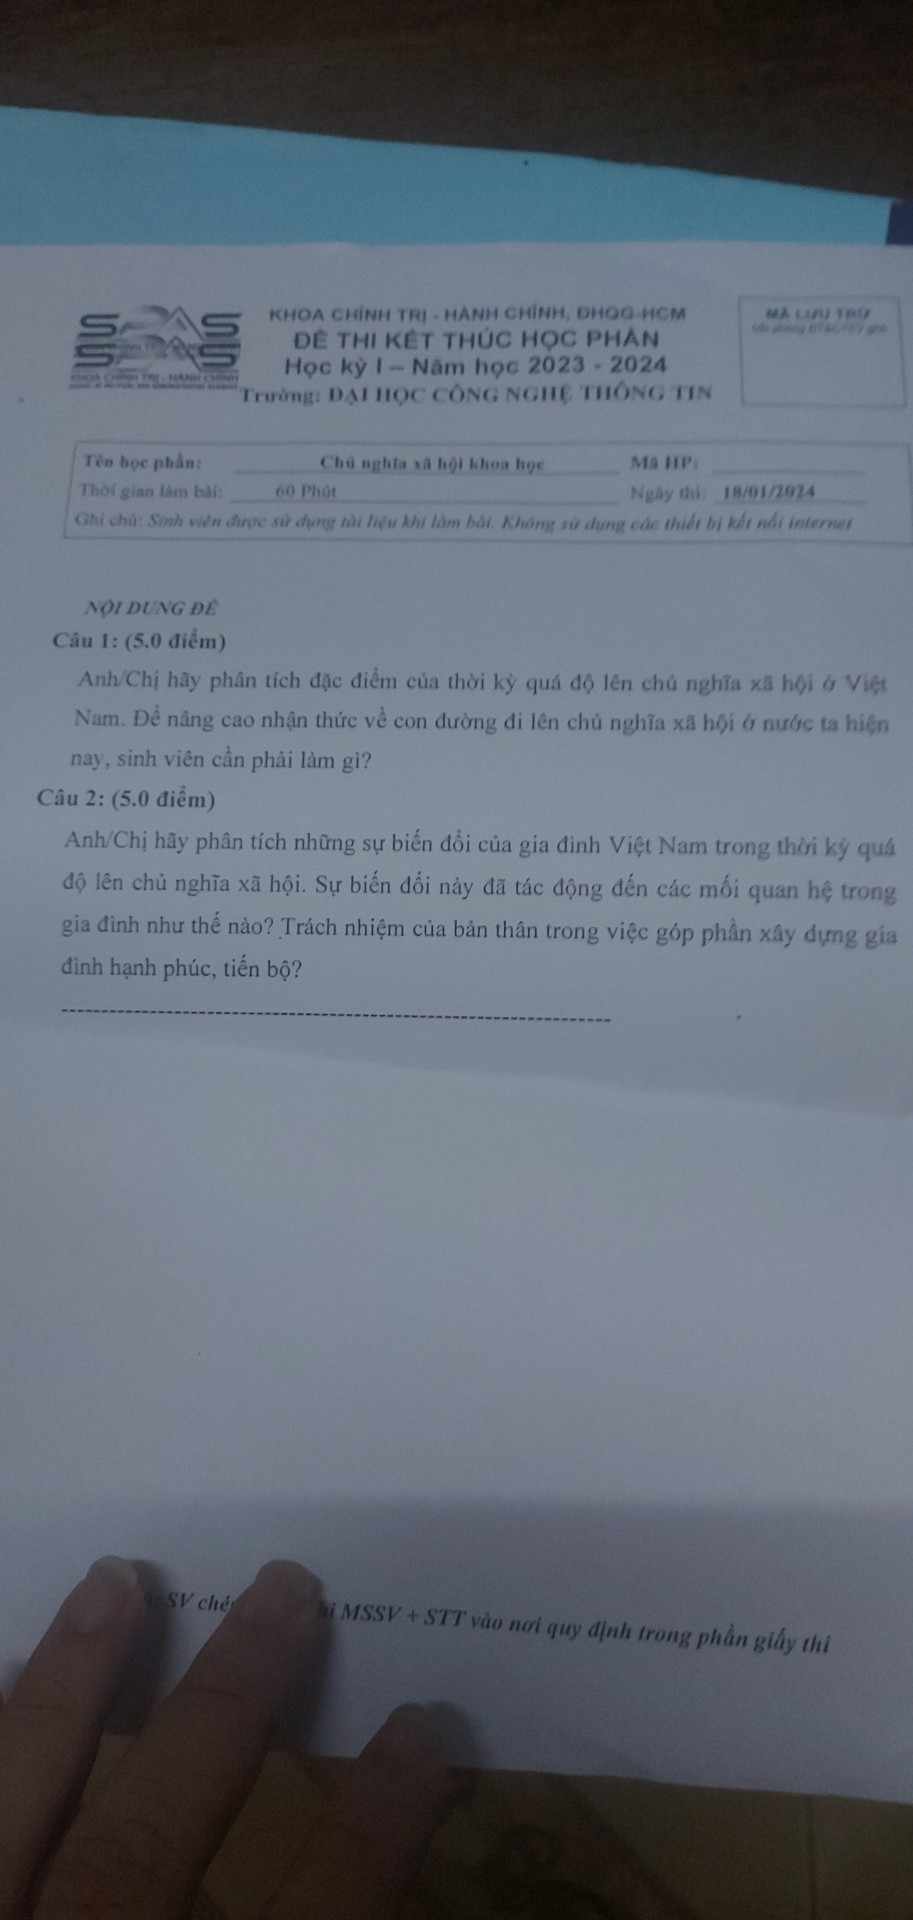 KHOA CHÍNH TRỊ - HÀNH CHÍNH, ĐHQG-HCM
ĐỀ THI KẾT THÚC HỌC PHẦN
Học kỳ I – Năm học 2023 - 2024
Trường: ĐẠI HỌC CÔNG NGHỆ THÔNG TIN
MÃ LƯU TRỮ
KHOA CHÍNH TRỊ - HÀNH CHÍNH
Tên học phần: Chủ nghĩa xã hội khoa học Mã HP:
Thời gian làm bài: 60 Phút Ngày thi: 18/01/2024
Ghi chú: Sinh viên được sử dụng tài liệu khi làm bài. Không sử dụng các thiết bị kết nối internet
NỘI DUNG ĐỀ
Câu 1: (5.0 điểm)
Anh/Chị hãy phân tích đặc điểm của thời kỳ quá độ lên chủ nghĩa xã hội ở Việt
Nam. Để nâng cao nhận thức về con đường đi lên chủ nghĩa xã hội ở nước ta hiện
nay, sinh viên cần phải làm gì?
Câu 2: (5.0 điểm)
Anh/Chị hãy phân tích những sự biến đổi của gia đình Việt Nam trong thời kỳ quá
độ lên chủ nghĩa xã hội. Sự biến đổi này đã tác động đến các mối quan hệ trong
gia đình như thế nào? Trách nhiệm của bản thân trong việc góp phần xây dựng gia
đình hạnh phúc, tiến bộ?
SV MSSV + STT vào nơi quy định trong phần giấy thi